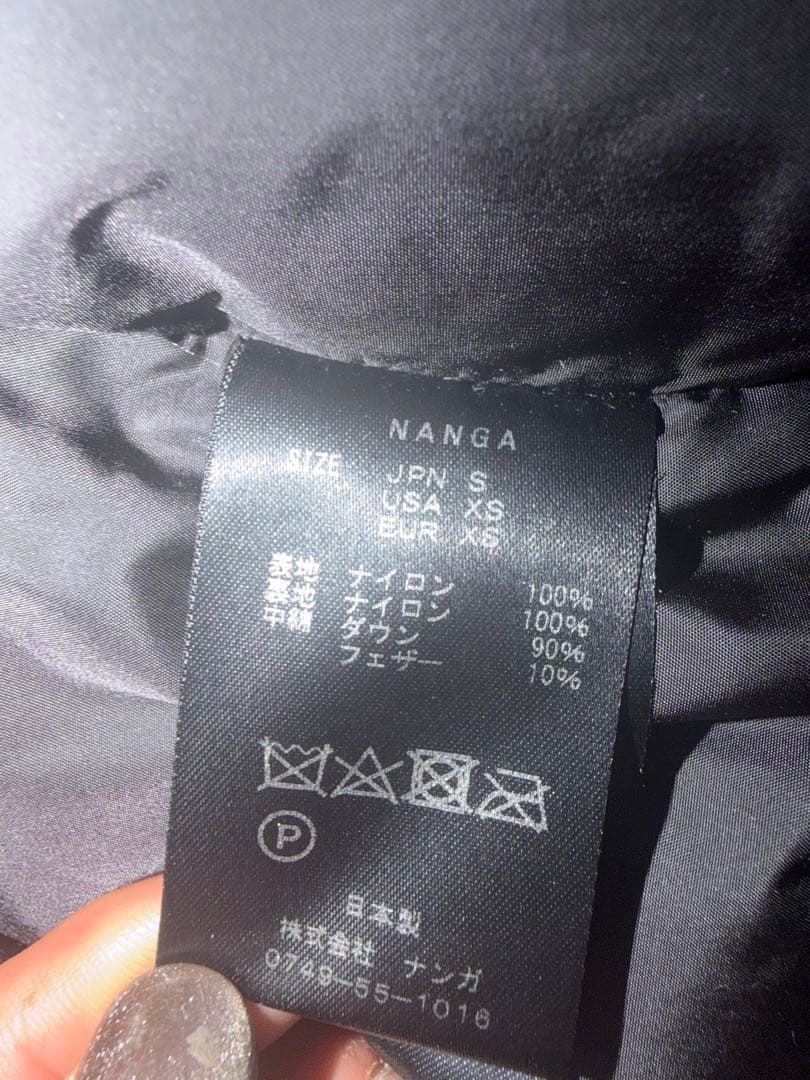 NANGA
SIZE JPN S
USA XS
EUR XS
表地 ナイロン 100%
裏地 ナイロン 100%
中綿 ダウン 90%
フェザー 10%
P
日本製
株式会社 ナンガ
0749-55-1016